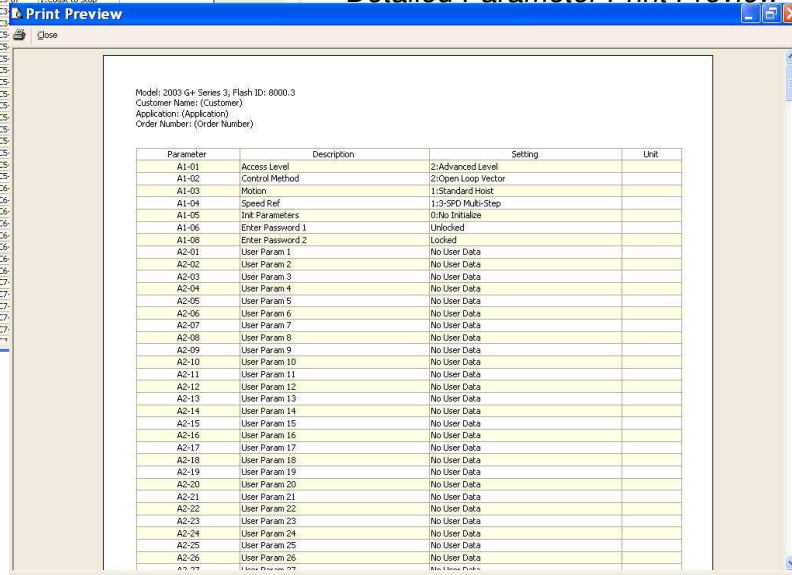 Detailed Parameter Print Preview
Print Preview
Close
Model: 2003 G+ Series 3, Flash ID: 8000.3
Customer Name: (Customer)
Application: (Application)
Order Number: (Order Number)
Parameter Description Setting Unit
A1-01 Access Level 2:Advanced Level
A1-02 Control Method 2:Open Loop Vector
A1-03 Motion 1:Standard Hoist
A1-04 Speed Ref 1:3-SPD Multi-Step
A1-05 Init Parameters 0:No Initialize
A1-06 Enter Password 1 Unlocked
A1-08 Enter Password 2 Locked
A2-01 User Param 1 No User Data
A2-02 User Param 2 No User Data
A2-03 User Param 3 No User Data
A2-04 User Param 4 No User Data
A2-05 User Param 5 No User Data
A2-06 User Param 6 No User Data
A2-07 User Param 7 No User Data
A2-08 User Param 8 No User Data
A2-09 User Param 9 No User Data
A2-10 User Param 10 No User Data
A2-11 User Param 11 No User Data
A2-12 User Param 12 No User Data
A2-13 User Param 13 No User Data
A2-14 User Param 14 No User Data
A2-15 User Param 15 No User Data
A2-16 User Param 16 No User Data
A2-17 User Param 17 No User Data
A2-18 User Param 18 No User Data
A2-19 User Param 19 No User Data
A2-20 User Param 20 No User Data
A2-21 User Param 21 No User Data
A2-22 User Param 22 No User Data
A2-23 User Param 23 No User Data
A2-24 User Param 24 No User Data
A2-25 User Param 25 No User Data
A2-26 User Param 26 No User Data
A2-27 User Param 27 No User Data